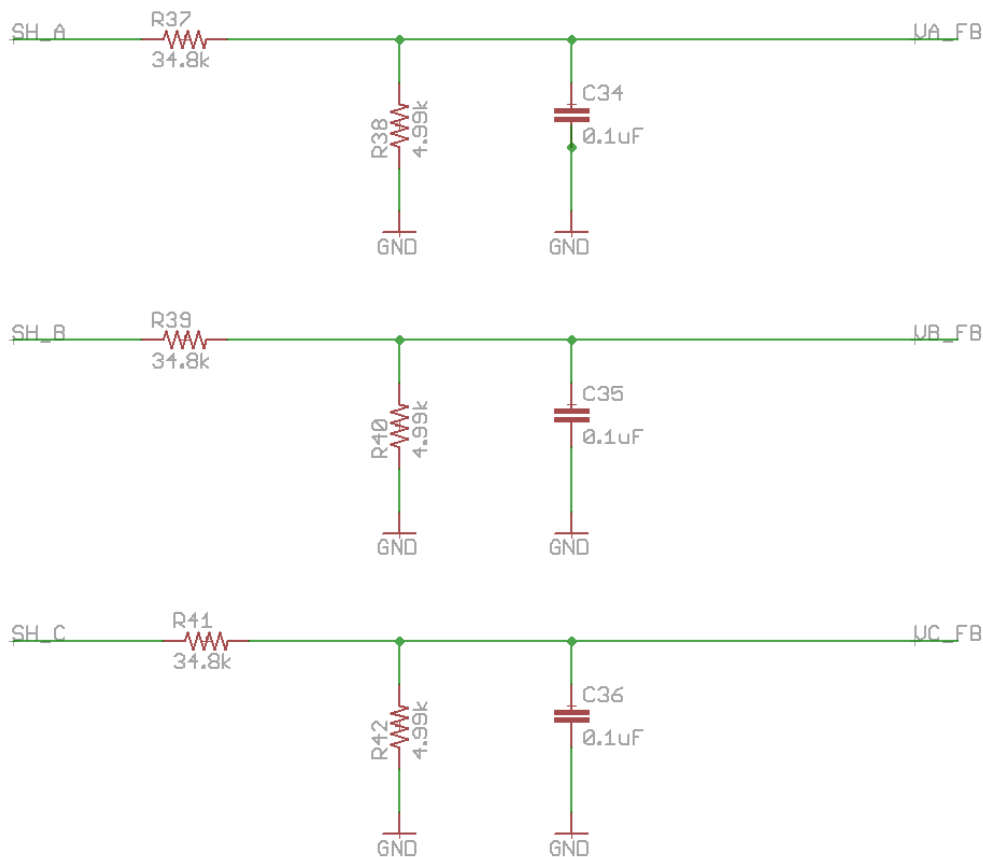 SH_A
R37
34.8k
VA_FB
R38
4.99k
C34
0.1uF
GND
GND
SH_B
R39
34.8k
VB_FB
R40
4.99k
C35
0.1uF
GND
GND
SH_C
R41
34.8k
VC_FB
R42
4.99k
C36
0.1uF
GND
GND